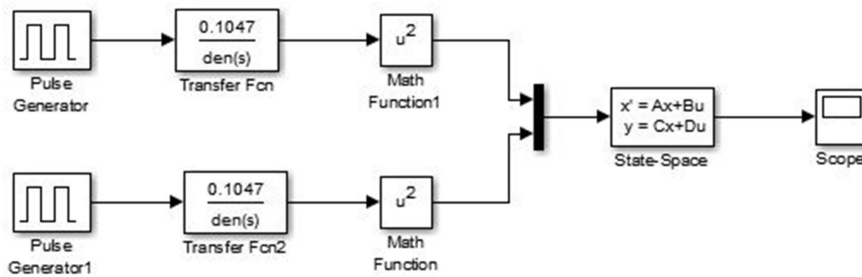 Pulse
Generator
0.1047
den(s)
Transfer Fcn
u²
Math
Function1
x' = Ax+Bu
y = Cx+Du
State-Space
Scope
Pulse
Generator1
0.1047
den(s)
Transfer Fcn2
u²
Math
Function